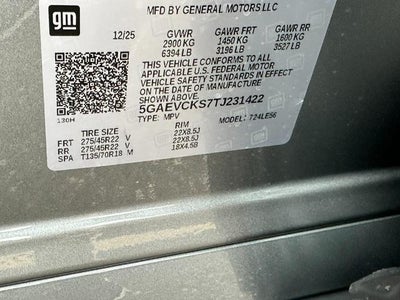 gm
MFD BY GENERAL MOTORS LLC
12/25 GVWR GAWR FRT GAWR RR
2900 KG 1450 KG 1600 KG
6394 LB 3196 LB 3527 LB
THIS VEHICLE CONFORMS TO ALL
APPLICABLE U.S. FEDERAL MOTOR
VEHICLE SAFETY STANDARDS IN EFFECT
ON THE DATE OF MANUFACTURE
SHOWN ABOVE.
5GAEVCKS7TJ231422
130H TYPE: MPV MODEL: 724LE56
TIRE SIZE RIM
FRT 275/45R22 V 22X8.5J
RR 275/45R22 V 22X8.5J
SPA T135/70R18 M 18X4.5B